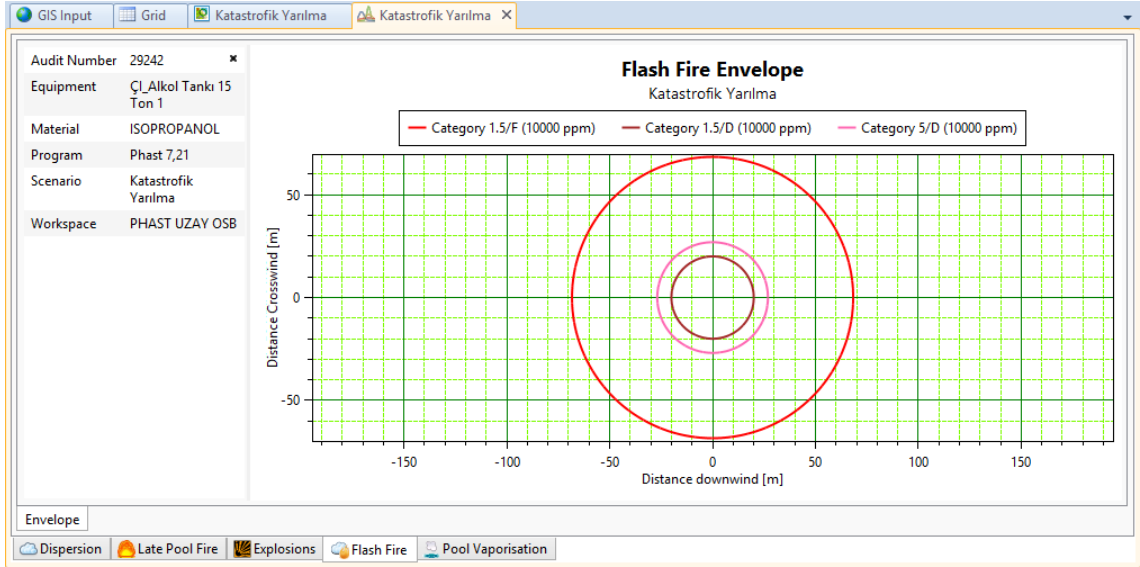 GIS Input
Grid
Katastrofik Yarılma
Katastrofik Yarılma
Audit Number 29242
Equipment Çİ_Alkol Tankı 15
Ton 1
Material ISOPROPANOL
Program Phast 7,21
Scenario Katastrofik
Yarılma
Workspace PHAST UZAY OSB
Flash Fire Envelope
Katastrofik Yarılma
Category 1.5/F (10000 ppm)
Category 1.5/D (10000 ppm)
Category 5/D (10000 ppm)
Distance Crosswind [m]
50
0
-50
-150
-100
-50
0
50
100
150
Distance downwind [m]
Envelope
Dispersion
Late Pool Fire
Explosions
Flash Fire
Pool Vaporisation